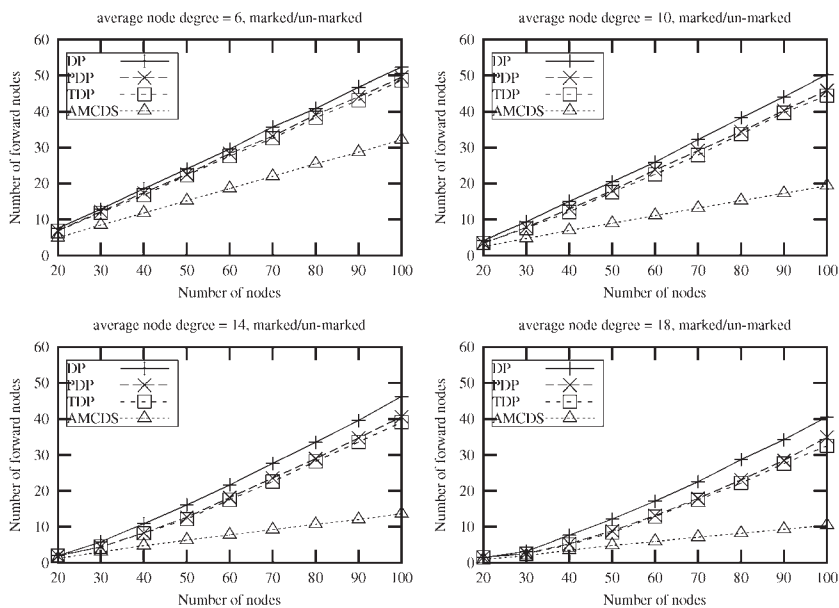 average node degree = 6, marked/un-marked
60
50
40
30
20
10
0
DP
PDP
TDP
AMCDS
Number of forward nodes
20 30 40 50 60 70 80 90 100
Number of nodes
average node degree = 10, marked/un-marked
60
50
40
30
20
10
0
DP
PDP
TDP
AMCDS
Number of forward nodes
20 30 40 50 60 70 80 90 100
Number of nodes
average node degree = 14, marked/un-marked
60
50
40
30
20
10
0
DP
PDP
TDP
AMCDS
Number of forward nodes
20 30 40 50 60 70 80 90 100
Number of nodes
average node degree = 18, marked/un-marked
60
50
40
30
20
10
0
DP
PDP
TDP
AMCDS
Number of forward nodes
20 30 40 50 60 70 80 90 100
Number of nodes